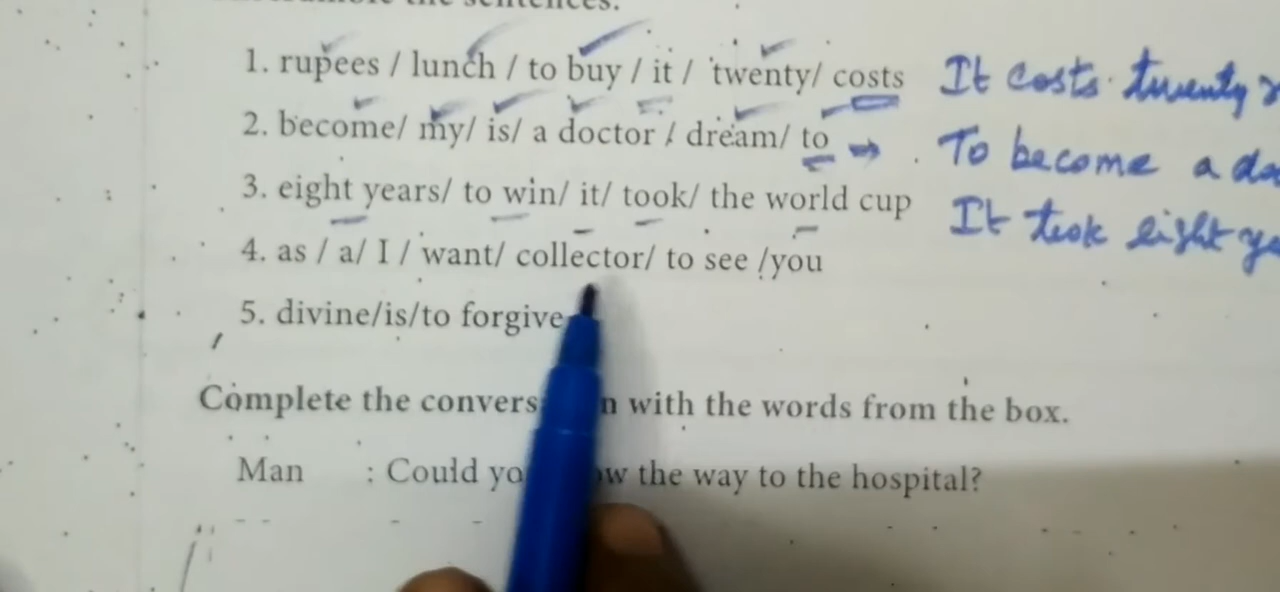 the sentences.
1. rupees / lunch / to buy / it / twenty/ costs It costs twenty
2. become/ my/ is/ a doctor / dream/ to To become a
3. eight years/ to win/ it/ took/ the world cup It took eight
4. as / a/ I / want/ collector/ to see /you
5. divine/is/to forgive
Complete the with the words from the box.
Man : Could the way to the hospital?